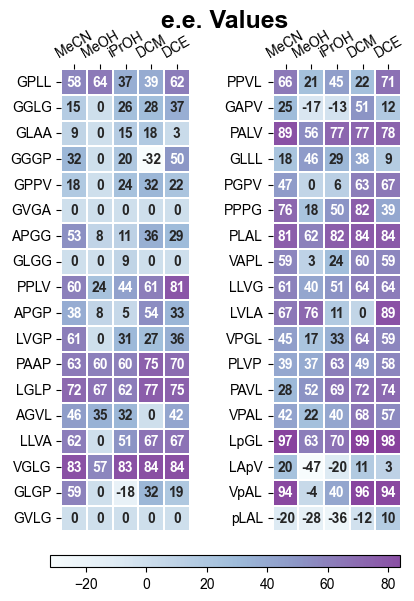 e.e. Values
MeCN MeOH iPrOH DCM DCE MeCN MeOH iPrOH DCM DCE
GPLL 58 64 37 39 62 PPVL 66 21 45 22 71
GGLG 15 0 26 28 37 GAPV 25 -17 -13 51 12
GLAA 9 0 15 18 3 PALV 89 56 77 77 78
GGGP 32 0 20 -32 50 GLLL 18 46 29 38 9
GPPV 18 0 24 32 22 PGPV 47 0 6 63 67
GVGA 0 0 0 0 0 PPPG 76 18 50 82 39
APGG 53 8 11 36 29 PLAL 81 62 82 84 84
GLGG 0 0 9 0 0 VAPL 59 3 24 60 59
PPLV 60 24 44 61 81 LLVG 61 40 51 64 64
APGP 38 8 5 54 33 LVLA 67 76 11 0 89
LVGP 61 0 31 27 36 VPGL 45 17 33 64 59
PAAP 63 60 60 75 70 PLVP 39 37 63 49 58
LGLP 72 67 62 77 75 PAVL 28 52 69 72 74
AGVL 46 35 32 0 42 VPAL 42 22 40 68 57
LLVA 62 0 51 67 67 LpGL 97 63 70 99 98
VGLG 83 57 83 84 84 LApV 20 -47 -20 11 3
GLGP 59 0 -18 32 19 VpAL 94 -4 40 96 94
GVLG 0 0 0 0 0 pLAL -20 -28 -36 -12 10
−20 0 20 40 60 80